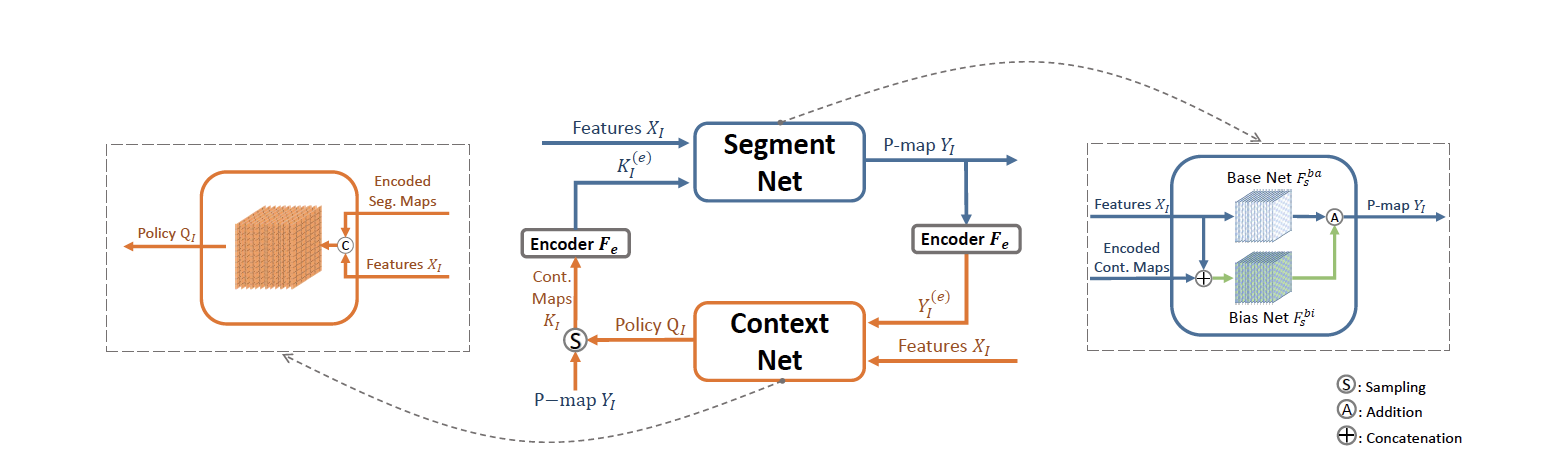 Encoded
Seg. Maps
Policy Q_I
C
Features X_I
Features X_I
K_I^(e)
Segment
Net
P-map Y_I
Encoder F_e
Encoder F_e
Cont.
Maps
K_I
S
Policy Q_I
Context
Net
Y_I^(e)
Features X_I
P−map Y_I
Base Net F_s^ba
Features X_I
A
P-map Y_I
Encoded
Cont. Maps
+
Bias Net F_s^bi
S : Sampling
A : Addition
+ : Concatenation